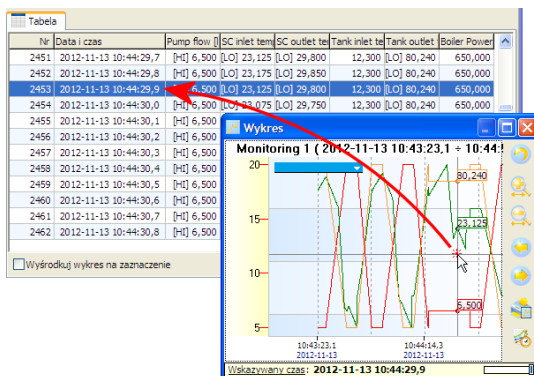 Tabela
Nr Data i czas Pump flow [ SC inlet tem SC outlet te Tank inlet te Tank outlet Boiler Power
2451 2012-11-13 10:44:29,7 [HI] 6,500 [LO] 23,125 [LO] 29,800 12,300 [LO] 80,240 650,000
2452 2012-11-13 10:44:29,8 [HI] 6,500 [LO] 23,175 [LO] 29,850 12,300 [LO] 80,240 650,000
2453 2012-11-13 10:44:29,9 [HI] 6,500 [LO] 23,125 [LO] 29,800 12,300 [LO] 80,240 650,000
2454 2012-11-13 10:44:30,0 [HI] 6,500 [LO] 23,075 [LO] 29,750 12,300 [LO] 80,240 650,000
2455 2012-11-13 10:44:30,1 [HI] 6,500
2456 2012-11-13 10:44:30,2 [HI] 6,500
2457 2012-11-13 10:44:30,3 [HI] 6,500
2458 2012-11-13 10:44:30,4 [HI] 6,500
2459 2012-11-13 10:44:30,5 [HI] 6,500
2460 2012-11-13 10:44:30,6 [HI] 6,500
2461 2012-11-13 10:44:30,7 [HI] 6,500
2462 2012-11-13 10:44:30,8 [HI] 6,500
Wyśrodkuj wykres na zaznaczenie
Wykres
Monitoring 1 ( 2012-11-13 10:43:23,1 ÷ 10:44:
20
80,240
15
23,125
10
6,500
5
10:43:23,1 10:44:14,3
2012-11-13 2012-11-13
Wskazywany czas: 2012-11-13 10:44:29,9